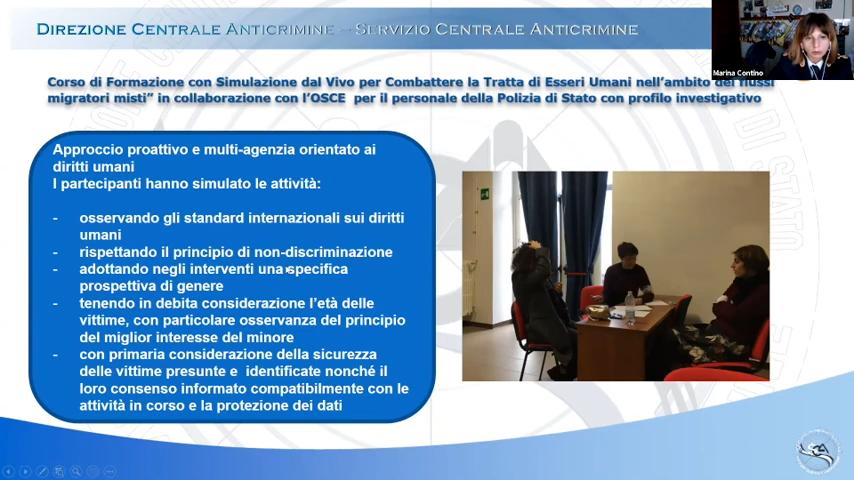 DIREZIONE CENTRALE ANTICRIMINE – SERVIZIO CENTRALE ANTICRIMINE
Marina Contino
Corso di Formazione con Simulazione dal Vivo per Combattere la Tratta di Esseri Umani nell'ambito dei flussi
migratori misti" in collaborazione con l'OSCE per il personale della Polizia di Stato con profilo investigativo
Approccio proattivo e multi-agenzia orientato ai
diritti umani
I partecipanti hanno simulato le attività:
- osservando gli standard internazionali sui diritti
umani
- rispettando il principio di non-discriminazione
- adottando negli interventi una specifica
prospettiva di genere
- tenendo in debita considerazione l'età delle
vittime, con particolare osservanza del principio
del miglior interesse del minore
- con primaria considerazione della sicurezza
delle vittime presunte e identificate nonché il
loro consenso informato compatibilmente con le
attività in corso e la protezione dei dati